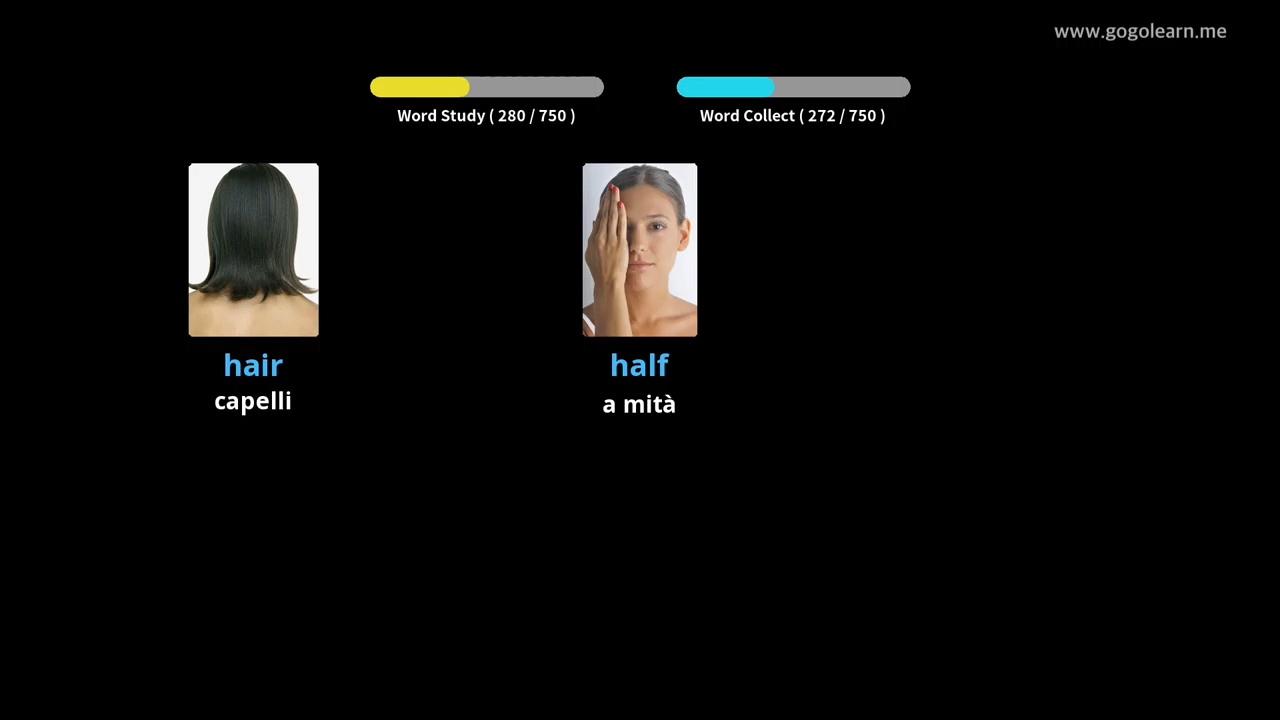 www.gogolearn.me
Word Study ( 280 / 750 )
Word Collect ( 272 / 750 )
hair
capelli
half
a mità